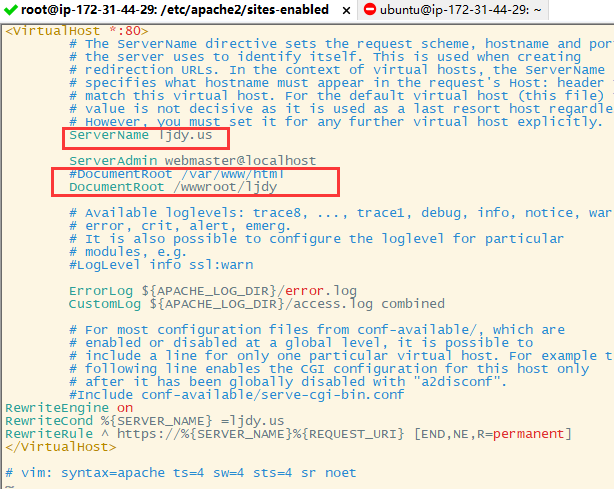 root@ip-172-31-44-29: /etc/apache2/sites-enabled
ubuntu@ip-172-31-44-29: ~
<VirtualHost *:80>
# The ServerName directive sets the request scheme, hostname and por
# the server uses to identify itself. This is used when creating
# redirection URLs. In the context of virtual hosts, the ServerName
# specifies what hostname must appear in the request's Host: header
# match this virtual host. For the default virtual host (this file)
# value is not decisive as it is used as a last resort host regardle
# However, you must set it for any further virtual host explicitly.
ServerName ljdy.us
ServerAdmin webmaster@localhost
#DocumentRoot /var/www/html
DocumentRoot /wwwroot/ljdy
# Available loglevels: trace8, ..., trace1, debug, info, notice, war
# error, crit, alert, emerg.
# It is also possible to configure the loglevel for particular
# modules, e.g.
#LogLevel info ssl:warn
ErrorLog ${APACHE_LOG_DIR}/error.log
CustomLog ${APACHE_LOG_DIR}/access.log combined
# For most configuration files from conf-available/, which are
# enabled or disabled at a global level, it is possible to
# include a line for only one particular virtual host. For example t
# following line enables the CGI configuration for this host only
# after it has been globally disabled with "a2disconf".
#Include conf-available/serve-cgi-bin.conf
RewriteEngine on
RewriteCond %{SERVER_NAME} =ljdy.us
RewriteRule ^ https://%{SERVER_NAME}%{REQUEST_URI} [END,NE,R=permanent]
</VirtualHost>
# vim: syntax=apache ts=4 sw=4 sts=4 sr noet
~